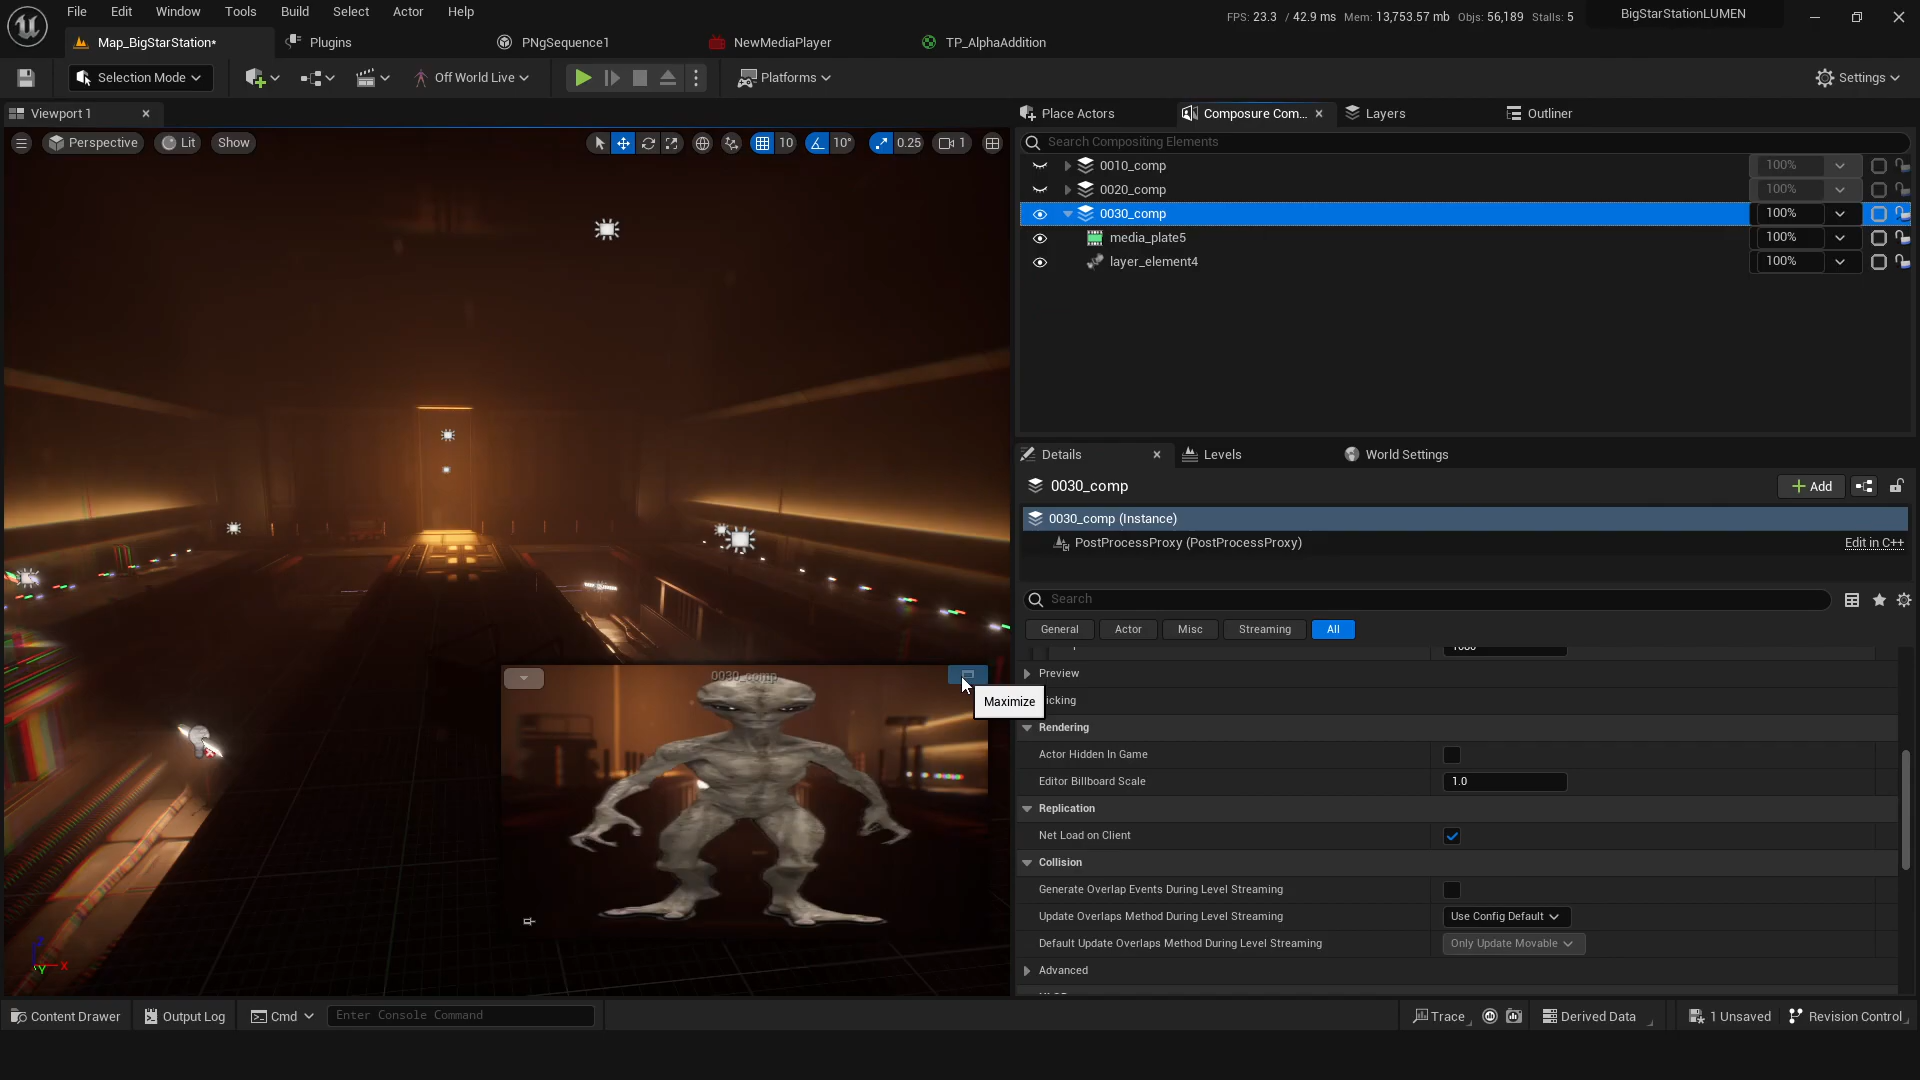 File Edit Window Tools Build Select Actor Help
FPS: 23.3 / 42.9 ms Mem: 13,753.57 mb Objs: 56,189 Stalls: 5
BigStarStationLUMEN
Map_BigStarStation*
Plugins
PNgSequence1
NewMediaPlayer
TP_AlphaAddition
Selection Mode
Off World Live
Platforms
Settings
Viewport 1
Place Actors
Composure Com...
Layers
Outliner
Perspective
Lit
Show
10
10°
0.25
1
Search Compositing Elements
0010_comp 100%
0020_comp 100%
0030_comp 100%
media_plate5 100%
layer_element4 100%
Details
Levels
World Settings
0030_comp
Add
0030_comp (Instance)
PostProcessProxy (PostProcessProxy)
Edit in C++
Search
General Actor Misc Streaming All
Preview
0030_comp
Maximize
icking
Rendering
Actor Hidden In Game
Editor Billboard Scale 1.0
Replication
Net Load on Client
Collision
Generate Overlap Events During Level Streaming
Update Overlaps Method During Level Streaming Use Config Default
Default Update Overlaps Method During Level Streaming Only Update Movable
Advanced
X
Y
Content Drawer
Output Log
Cmd
Enter Console Command
Trace
Derived Data
1 Unsaved
Revision Control